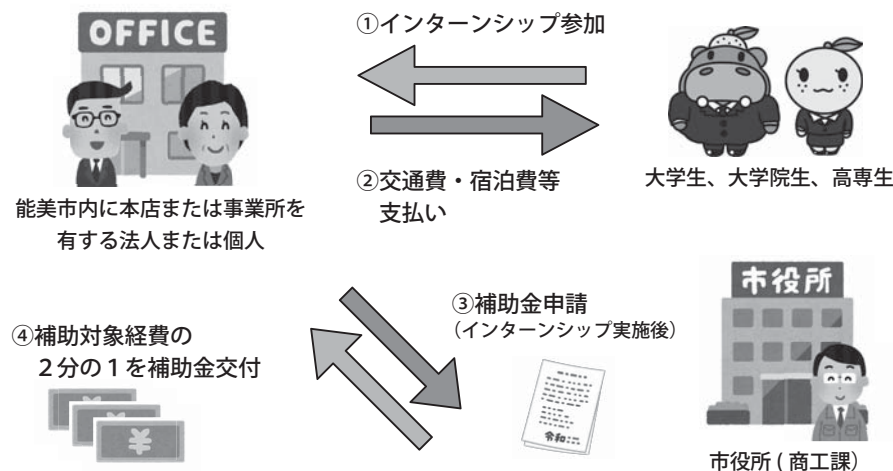 OFFICE
①インターンシップ参加
②交通費・宿泊費等
支払い
大学生、大学院生、高専生
能美市内に本店または事業所を
有する法人または個人
④補助対象経費の
２分の１を補助金交付
¥
¥
¥
③補助金申請
（インターンシップ実施後）
令和
市役所
市役所 ( 商工課）